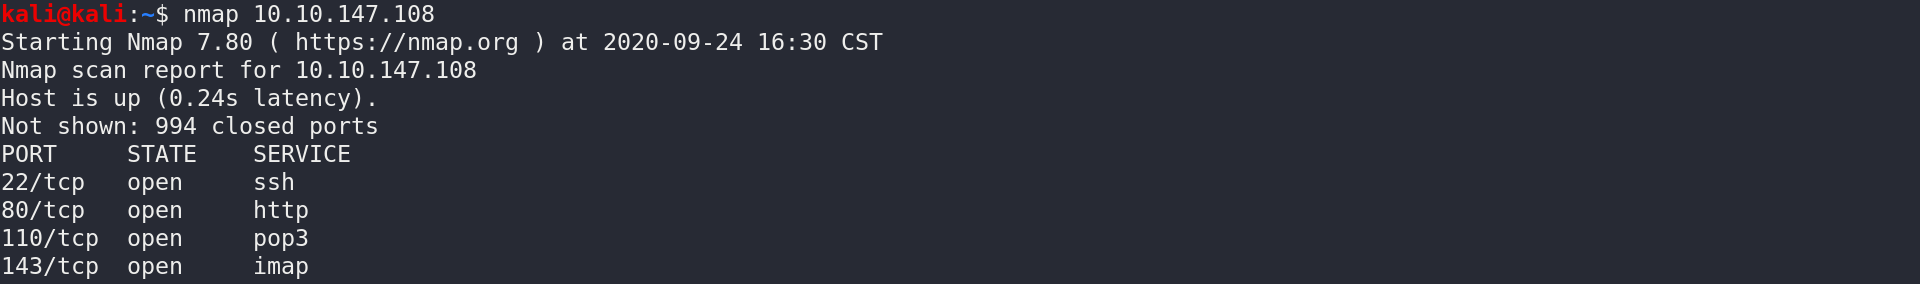 kali@kali:~$ nmap 10.10.147.108
Starting Nmap 7.80 ( https://nmap.org ) at 2020-09-24 16:30 CST
Nmap scan report for 10.10.147.108
Host is up (0.24s latency).
Not shown: 994 closed ports
PORT    STATE    SERVICE
22/tcp  open     ssh
80/tcp  open     http
110/tcp open     pop3
143/tcp open     imap